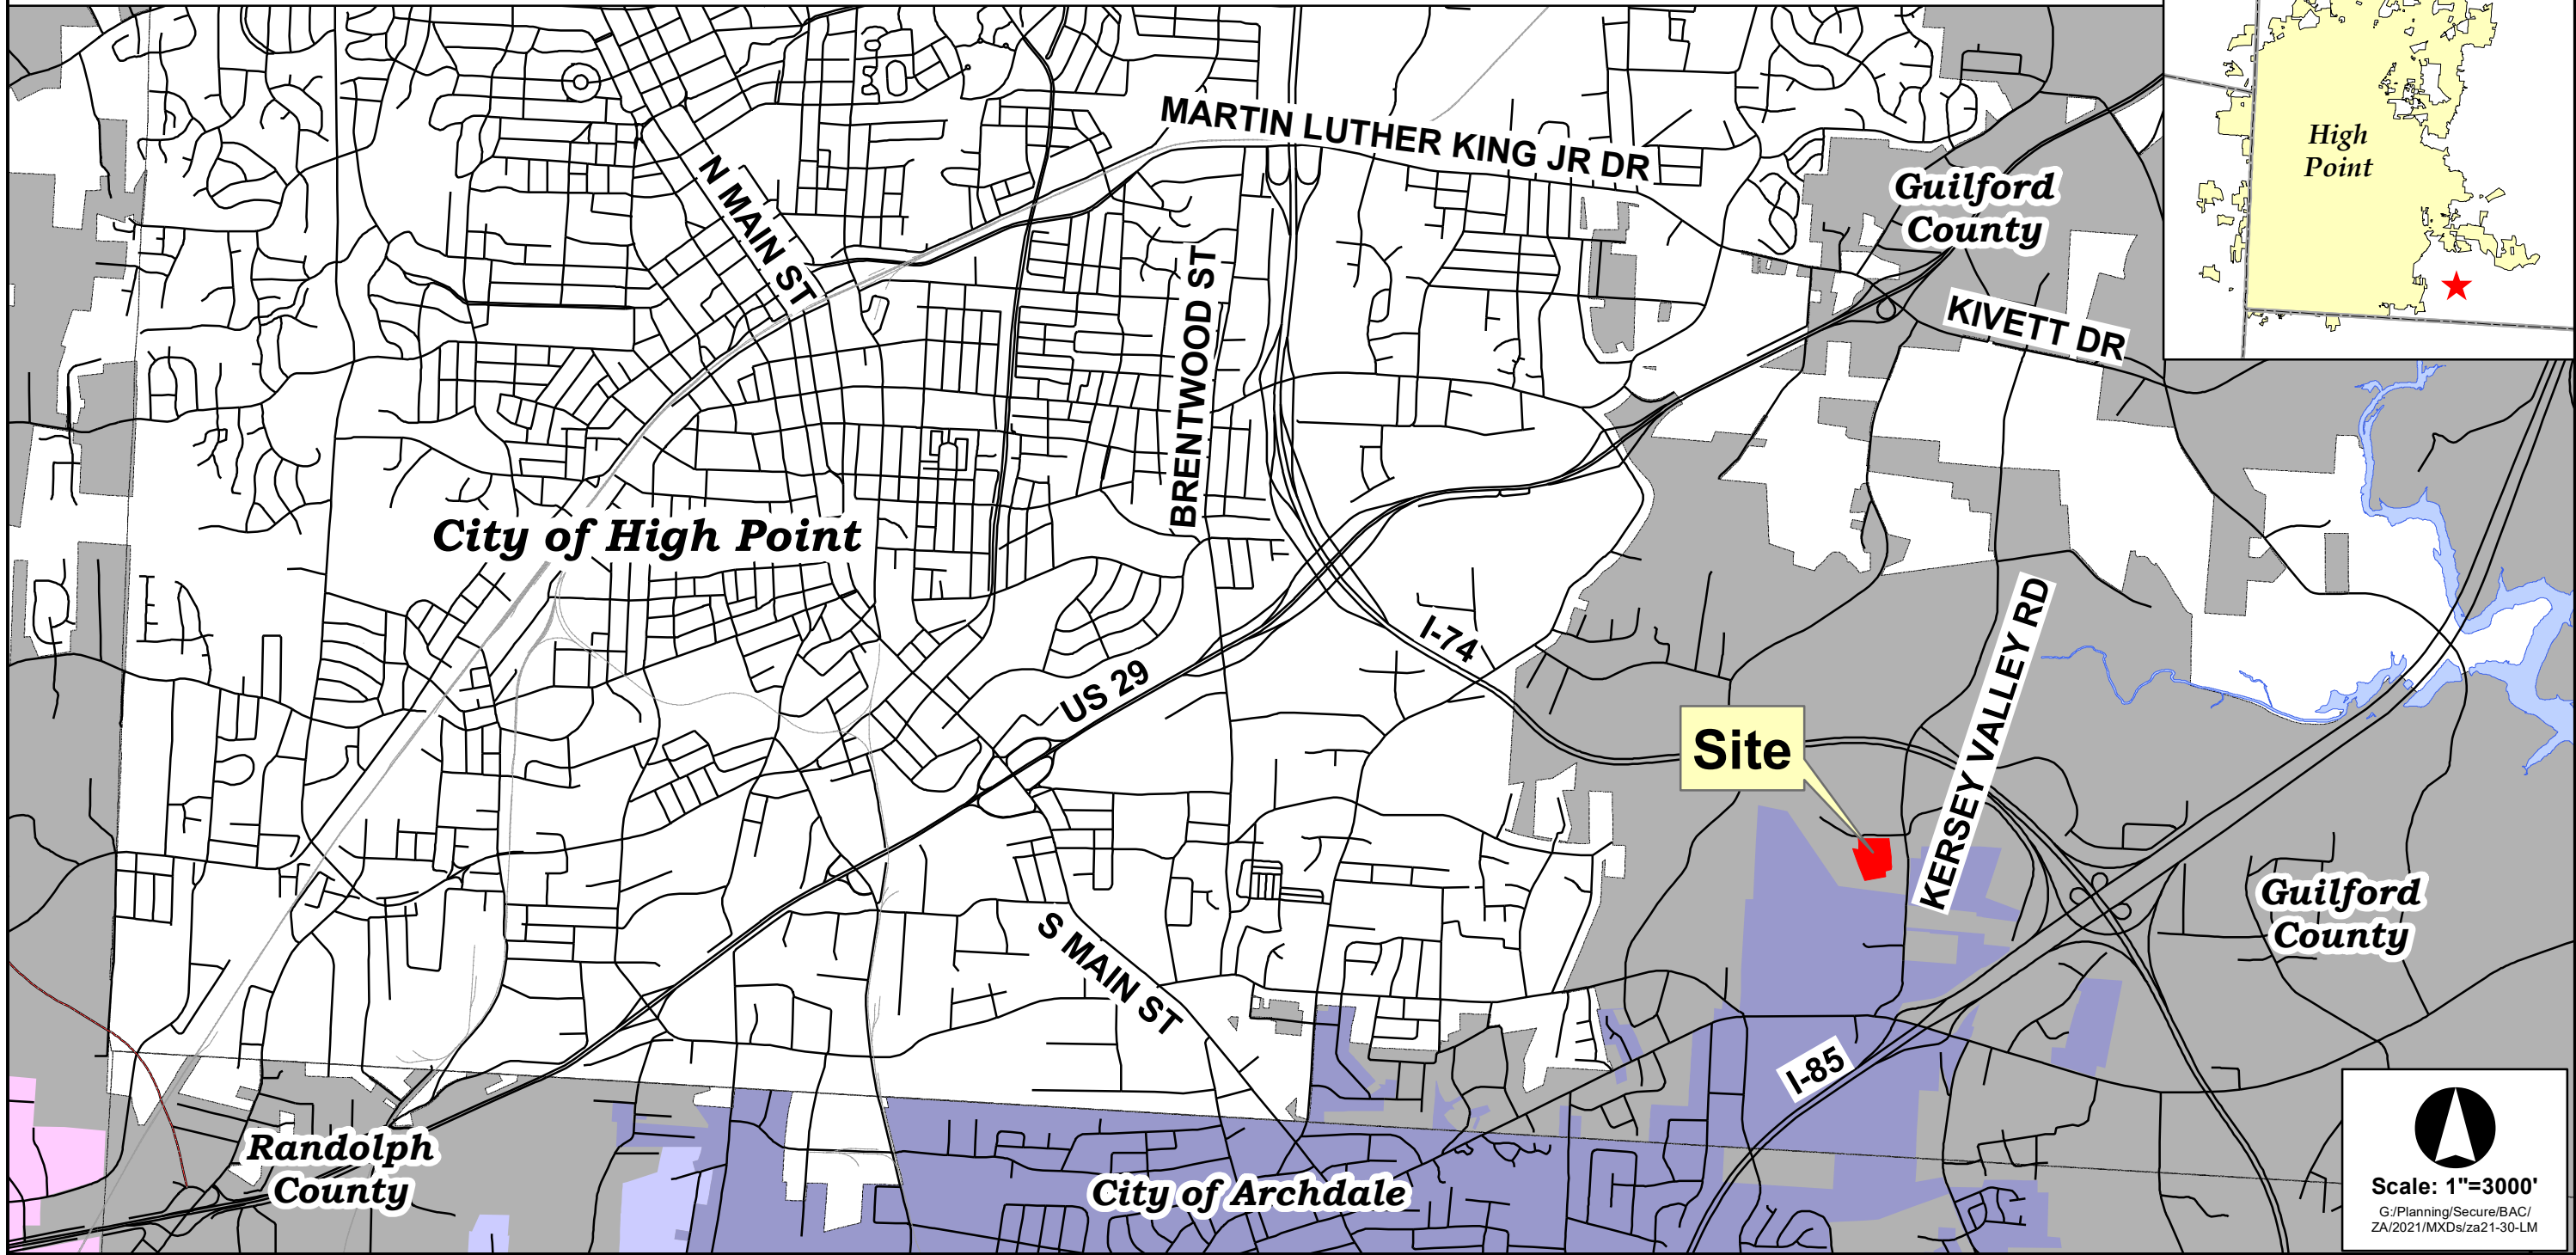 MARTIN LUTHER KING JR DR
High
Point
N MAIN ST
Guilford
County
BRENTWOOD ST
KIVETT DR
City of High Point
I-74
US 29
KERSEY VALLEY RD
Site
Guilford
County
S MAIN ST
I-85
Randolph
County
City of Archdale
Scale: 1"=3000'
G:/Planning/Secure/BAC/
ZA/2021/MXDs/za21-30-LM